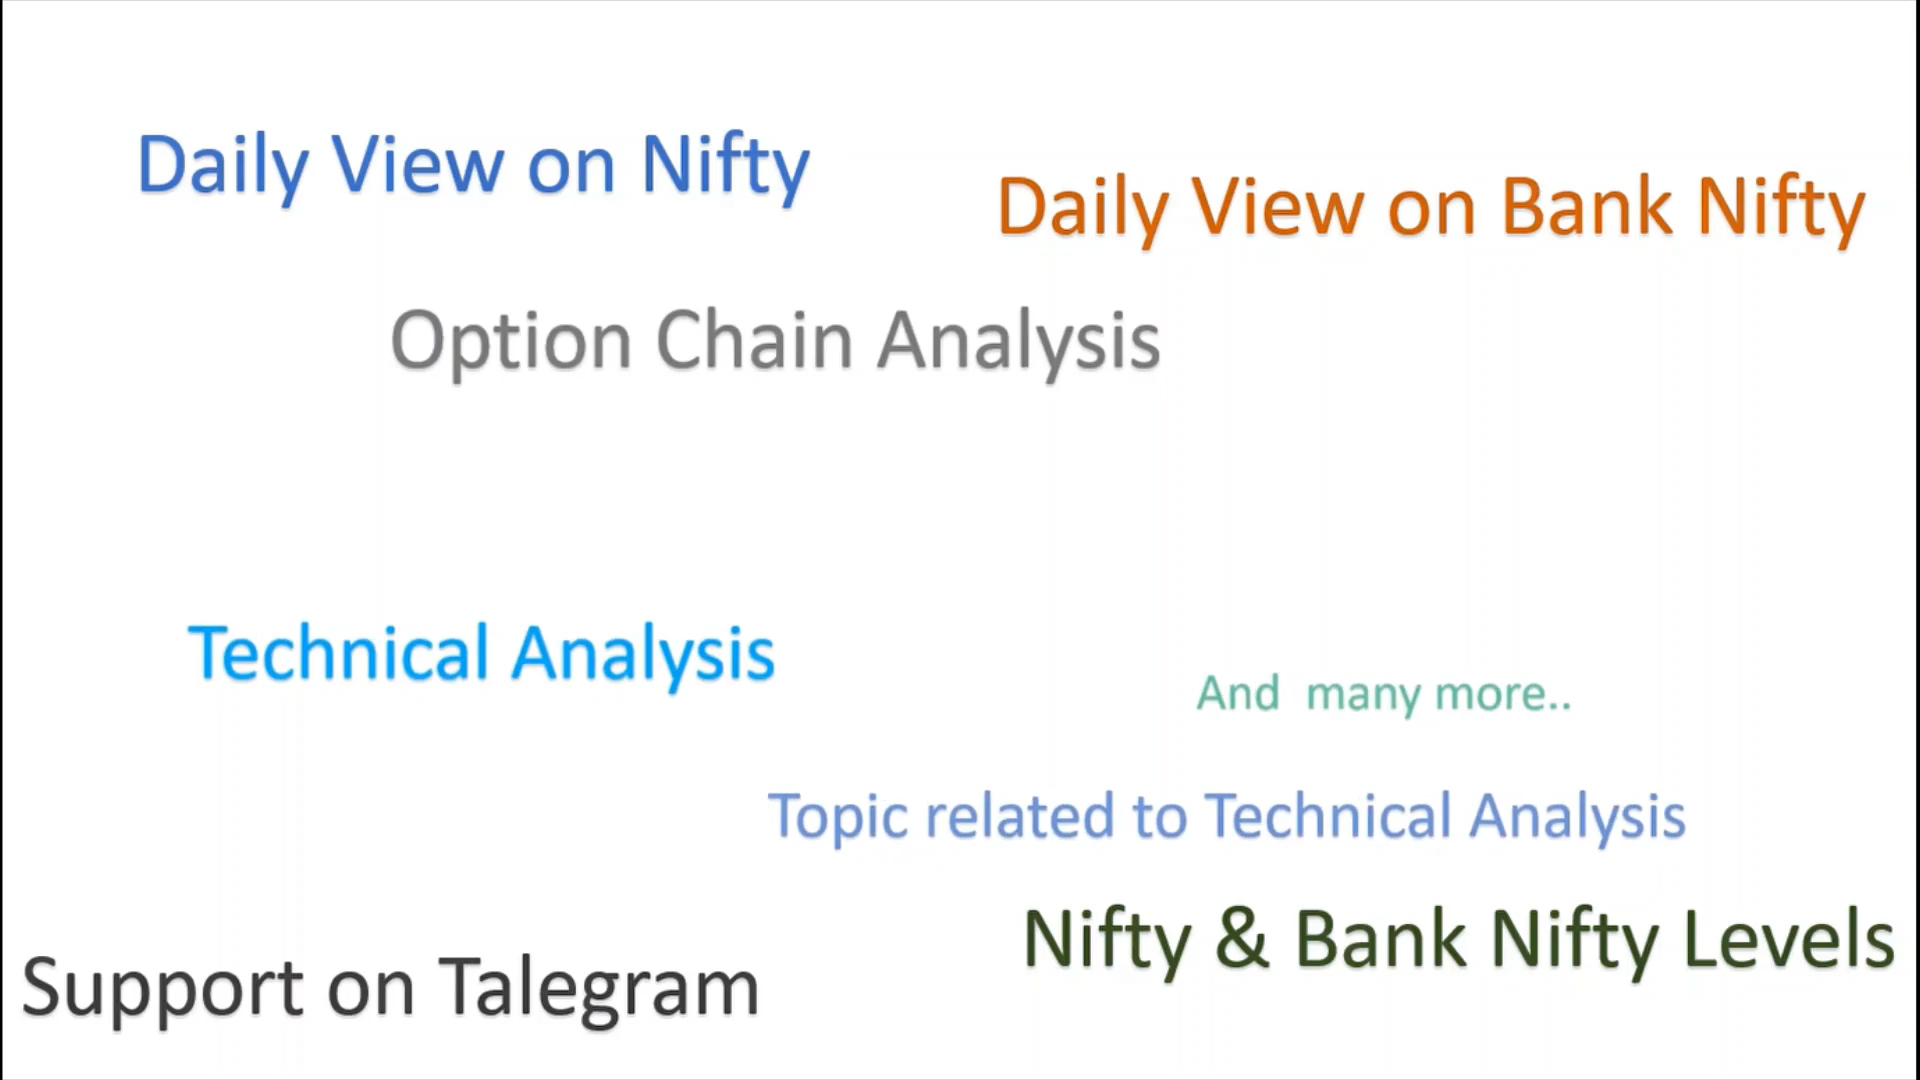 Daily View on Nifty
Daily View on Bank Nifty
Option Chain Analysis
Technical Analysis
And many more..
Topic related to Technical Analysis
Nifty & Bank Nifty Levels
Support on Talegram